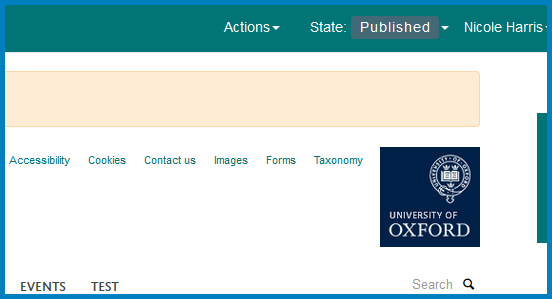 Actions State: Published Nicole Harris
Accessibility Cookies Contact us Images Forms Taxonomy
UNIVERSITY OF
OXFORD
EVENTS TEST Search